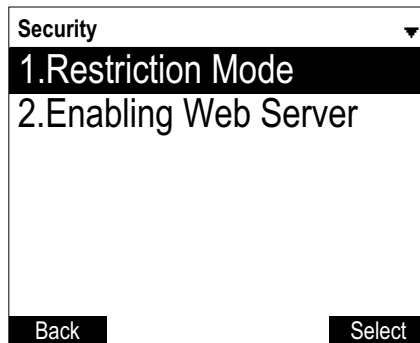 Security
1.Restriction Mode
2.Enabling Web Server
Back Select